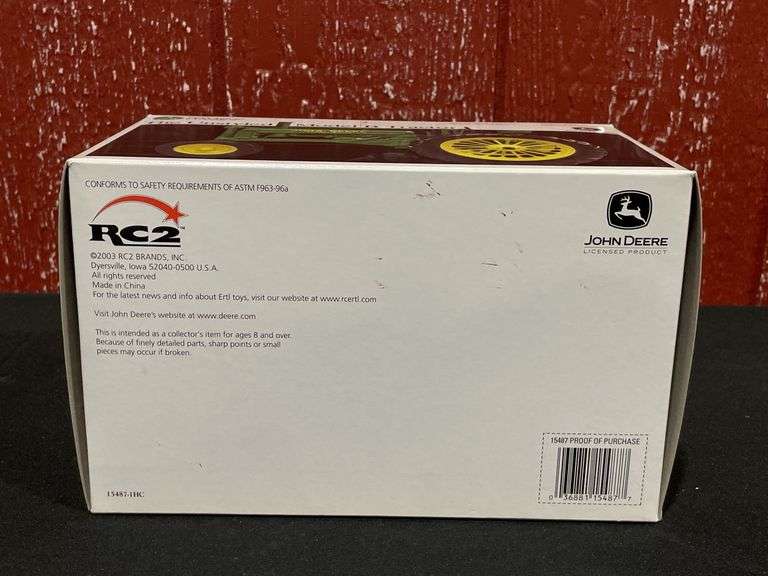 CONFORMS TO SAFETY REQUIREMENTS OF ASTM F963-96a
RC2™
©2003 RC2 BRANDS, INC.
Dyersville, Iowa 52040-0500 U.S.A.
All rights reserved
Made in China
For the latest news and info about Ertl toys, visit our website at www.rcertl.com
Visit John Deere's website at www.deere.com
This is intended as a collector's item for ages 8 and over.
Because of finely detailed parts, sharp points or small
pieces may occur if broken.
15487-1HC
JOHN DEERE
LICENSED PRODUCT
15487 PROOF OF PURCHASE
0 36881 15487 7